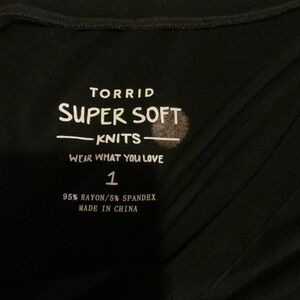 TORRID
SUPER SOFT
KNITS
WEAR WHAT YOU LOVE
1
95% RAYON/5% SPANDEX
MADE IN CHINA